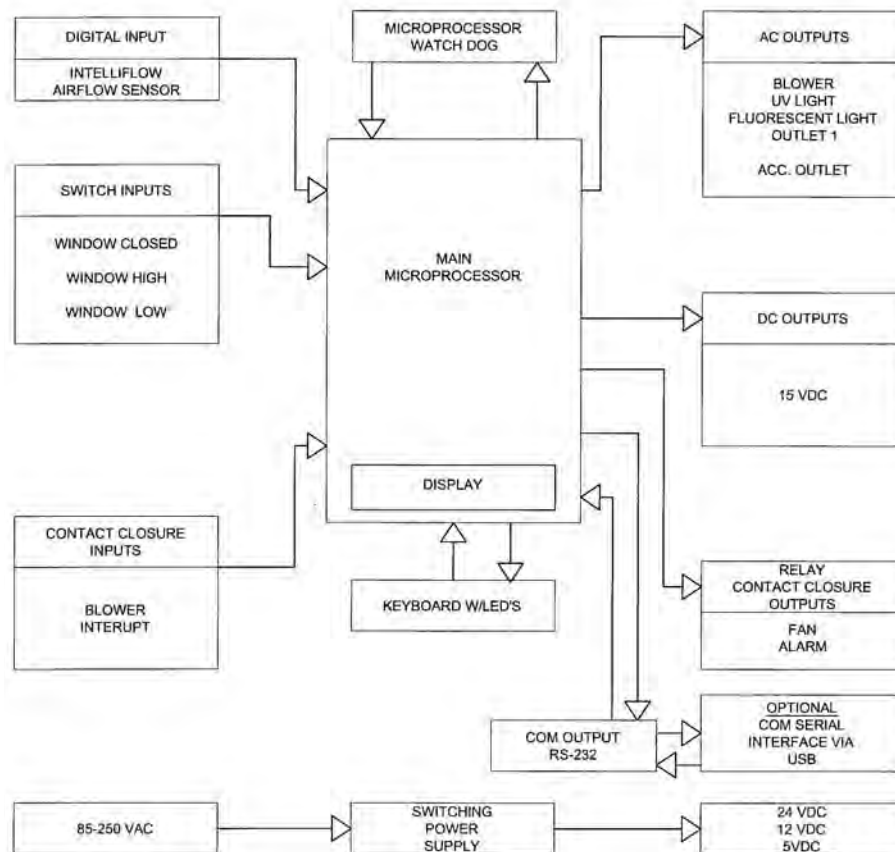 DIGITAL INPUT
INTELLIFLOW
AIRFLOW SENSOR
MICROPROCESSOR
WATCH DOG
AC OUTPUTS
BLOWER
UV LIGHT
FLUORESCENT LIGHT
OUTLET 1
ACC. OUTLET
SWITCH INPUTS
WINDOW CLOSED
WINDOW HIGH
WINDOW LOW
MAIN
MICROPROCESSOR
DISPLAY
DC OUTPUTS
15 VDC
CONTACT CLOSURE
INPUTS
BLOWER
INTERUPT
KEYBOARD W/LED'S
RELAY
CONTACT CLOSURE
OUTPUTS
FAN
ALARM
COM OUTPUT
RS-232
OPTIONAL
COM SERIAL
INTERFACE VIA
USB
85-250 VAC
SWITCHING
POWER
SUPPLY
24 VDC
12 VDC
5VDC